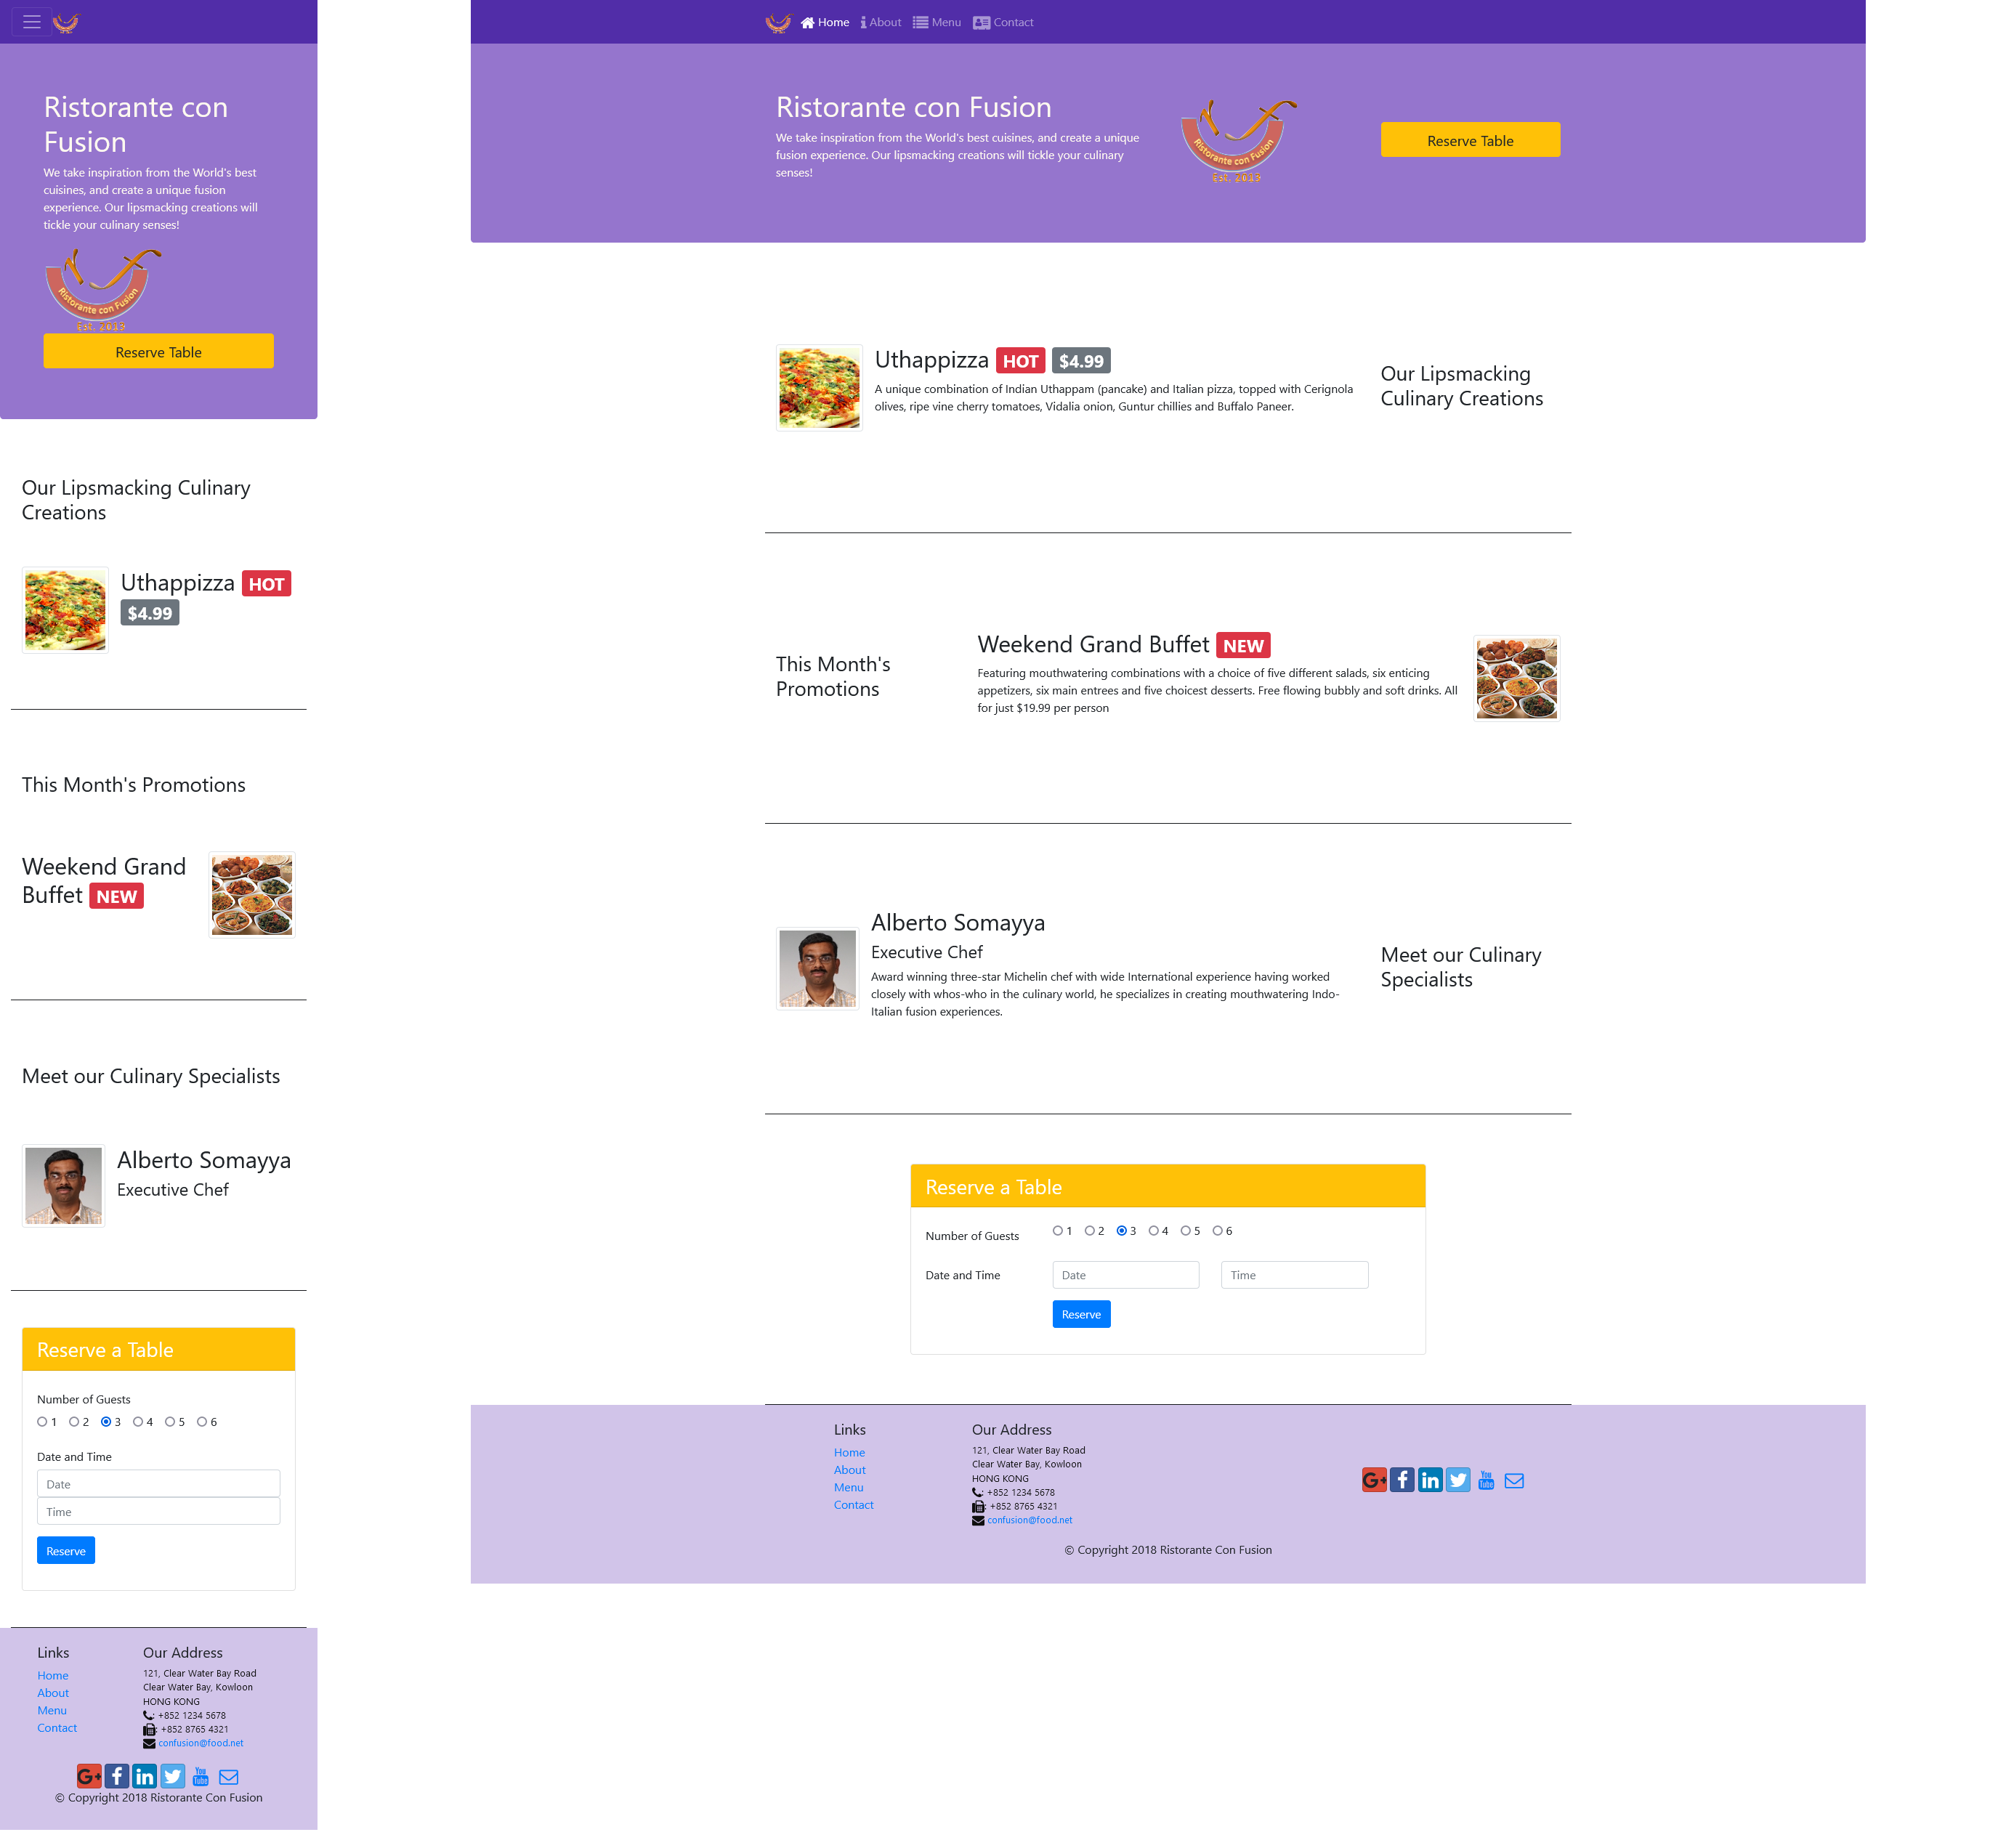 Ristorante con
Fusion
We take inspiration from the World's best
cuisines, and create a unique fusion
experience. Our lipsmacking creations will
tickle your culinary senses!
Ristorante con Fusion
Est. 2013
Reserve Table
Our Lipsmacking Culinary
Creations
Uthappizza HOT
$4.99
This Month's Promotions
Weekend Grand
Buffet NEW
Meet our Culinary Specialists
Alberto Somayya
Executive Chef
Reserve a Table
Number of Guests
1 2 3 4 5 6
Date and Time
Date
Time
Reserve
Links
Home
About
Menu
Contact
Our Address
121, Clear Water Bay Road
Clear Water Bay, Kowloon
HONG KONG
: +852 1234 5678
: +852 8765 4321
confusion@food.net
G+ f in You Tube
© Copyright 2018 Ristorante Con Fusion
Home About Menu Contact
Ristorante con Fusion
We take inspiration from the World's best cuisines, and create a unique
fusion experience. Our lipsmacking creations will tickle your culinary
senses!
Ristorante con Fusion
Est. 2013
Reserve Table
Uthappizza HOT $4.99
A unique combination of Indian Uthappam (pancake) and Italian pizza, topped with Cerignola
olives, ripe vine cherry tomatoes, Vidalia onion, Guntur chillies and Buffalo Paneer.
Our Lipsmacking
Culinary Creations
This Month's
Promotions
Weekend Grand Buffet NEW
Featuring mouthwatering combinations with a choice of five different salads, six enticing
appetizers, six main entrees and five choicest desserts. Free flowing bubbly and soft drinks. All
for just $19.99 per person
Alberto Somayya
Executive Chef
Award winning three-star Michelin chef with wide International experience having worked
closely with whos-who in the culinary world, he specializes in creating mouthwatering Indo-
Italian fusion experiences.
Meet our Culinary
Specialists
Reserve a Table
Number of Guests
1 2 3 4 5 6
Date and Time
Date
Time
Reserve
Links
Home
About
Menu
Contact
Our Address
121, Clear Water Bay Road
Clear Water Bay, Kowloon
HONG KONG
: +852 1234 5678
: +852 8765 4321
confusion@food.net
G+ f in You Tube
© Copyright 2018 Ristorante Con Fusion